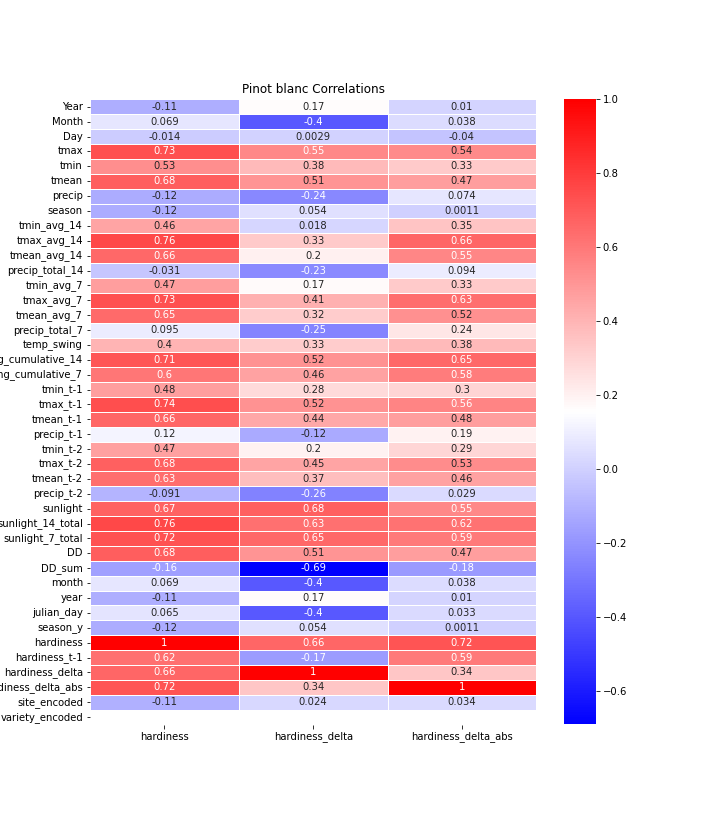 Pinot blanc Correlations
Year -0.11 0.17 0.01
Month 0.069 -0.4 0.038
Day -0.014 0.0029 -0.04
tmax 0.73 0.55 0.54
tmin 0.53 0.38 0.33
tmean 0.68 0.51 0.47
precip -0.12 -0.24 0.074
season -0.12 0.054 0.0011
tmin_avg_14 0.46 0.018 0.35
tmax_avg_14 0.76 0.33 0.66
tmean_avg_14 0.66 0.2 0.55
precip_total_14 -0.031 -0.23 0.094
tmin_avg_7 0.47 0.17 0.33
tmax_avg_7 0.73 0.41 0.63
tmean_avg_7 0.65 0.32 0.52
precip_total_7 0.095 -0.25 0.24
temp_swing 0.4 0.33 0.38
g_cumulative_14 0.71 0.52 0.65
ng_cumulative_7 0.6 0.46 0.58
tmin_t-1 0.48 0.28 0.3
tmax_t-1 0.74 0.52 0.56
tmean_t-1 0.66 0.44 0.48
precip_t-1 0.12 -0.12 0.19
tmin_t-2 0.47 0.2 0.29
tmax_t-2 0.68 0.45 0.53
tmean_t-2 0.63 0.37 0.46
precip_t-2 -0.091 -0.26 0.029
sunlight 0.67 0.68 0.55
sunlight_14_total 0.76 0.63 0.62
sunlight_7_total 0.72 0.65 0.59
DD 0.68 0.51 0.47
DD_sum -0.16 -0.69 -0.18
month 0.069 -0.4 0.038
year -0.11 0.17 0.01
julian_day 0.065 -0.4 0.033
season_y -0.12 0.054 0.0011
hardiness 1 0.66 0.72
hardiness_t-1 0.62 -0.17 0.59
hardiness_delta 0.66 1 0.34
diness_delta_abs 0.72 0.34 1
site_encoded -0.11 0.024 0.034
variety_encoded
hardiness hardiness_delta hardiness_delta_abs
1.0
0.8
0.6
0.4
0.2
0.0
−0.2
−0.4
−0.6